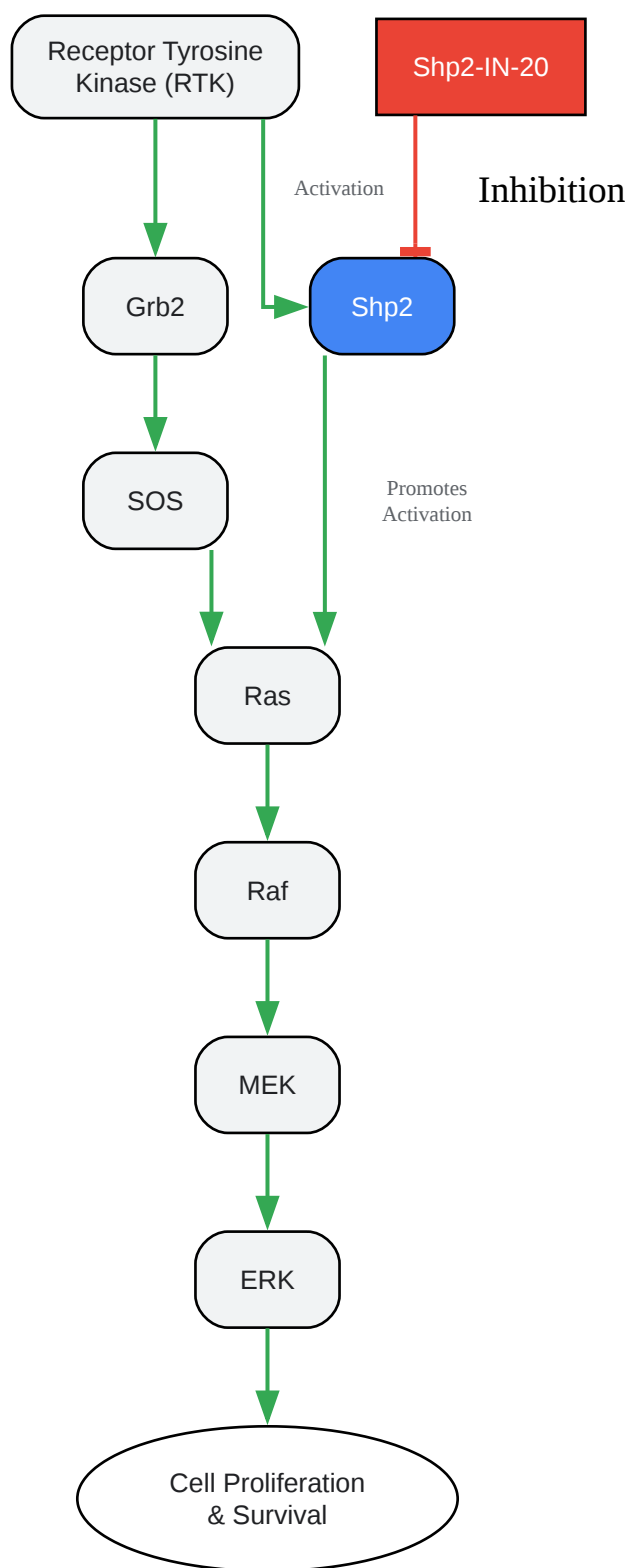 Receptor Tyrosine
Kinase (RTK)
Shp2-IN-20
Activation
Inhibition
Grb2
Shp2
SOS
Promotes
Activation
Ras
Raf
MEK
ERK
Cell Proliferation
& Survival